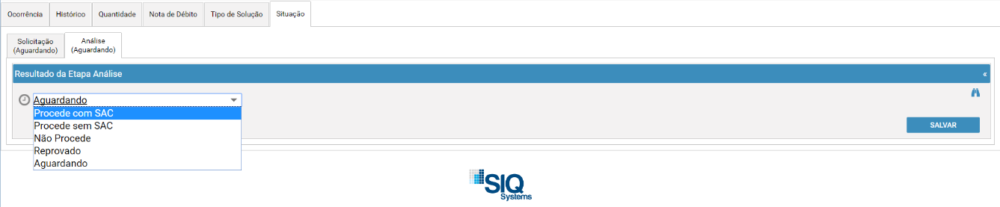 Ocorrência Histórico Quantidade Nota de Débito Tipo de Solução Situação
Solicitação
(Aguardando)
Análise
(Aguardando)
Resultado da Etapa Análise «
Aguardando
Procede com SAC
Procede sem SAC
Não Procede
Reprovado
Aguardando
SALVAR
SIQ
Systems